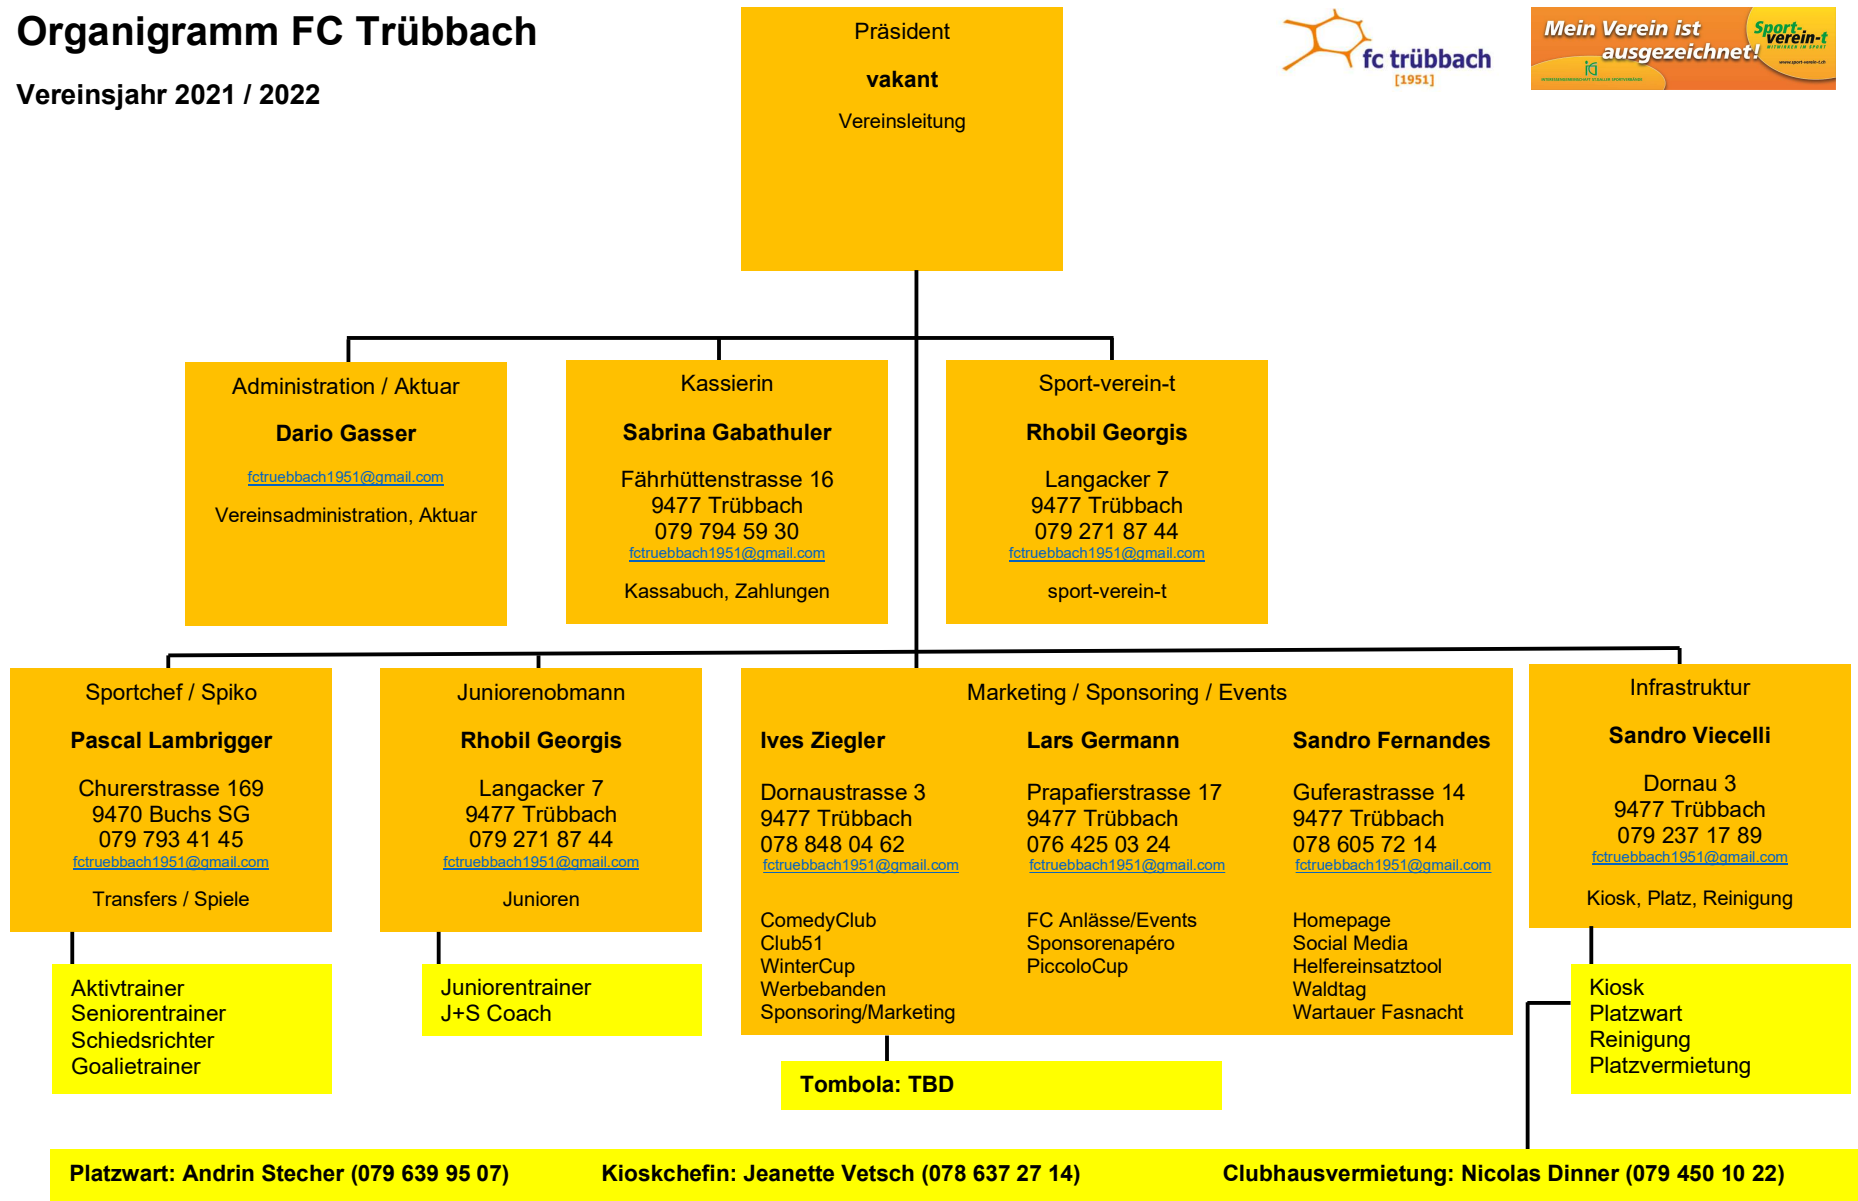 Organigramm FC Trübbach
Vereinsjahr 2021 / 2022
Präsident
vakant
Vereinsleitung
fc trübbach
[1951]
Mein Verein ist
ausgezeichnet!
Sport-
verein-t
MITWIRKEN IM SPORT
www.sport-verein-t.ch
Administration / Aktuar
Dario Gasser
fctruebbach1951@gmail.com
Vereinsadministration, Aktuar
Kassierin
Sabrina Gabathuler
Fährhüttenstrasse 16
9477 Trübbach
079 794 59 30
fctruebbach1951@gmail.com
Kassabuch, Zahlungen
Sport-verein-t
Rhobil Georgis
Langacker 7
9477 Trübbach
079 271 87 44
fctruebbach1951@gmail.com
sport-verein-t
Sportchef / Spiko
Pascal Lambrigger
Churerstrasse 169
9470 Buchs SG
079 793 41 45
fctruebbach1951@gmail.com
Transfers / Spiele
Aktivtrainer
Seniorentrainer
Schiedsrichter
Goalietrainer
Juniorenobmann
Rhobil Georgis
Langacker 7
9477 Trübbach
079 271 87 44
fctruebbach1951@gmail.com
Junioren
Juniorentrainer
J+S Coach
Marketing / Sponsoring / Events
Ives Ziegler
Dornaustrasse 3
9477 Trübbach
078 848 04 62
fctruebbach1951@gmail.com
ComedyClub
Club51
WinterCup
Werbebanden
Sponsoring/Marketing
Lars Germann
Prapafierstrasse 17
9477 Trübbach
076 425 03 24
fctruebbach1951@gmail.com
FC Anlässe/Events
Sponsorenapéro
PiccoloCup
Sandro Fernandes
Guferastrasse 14
9477 Trübbach
078 605 72 14
fctruebbach1951@gmail.com
Homepage
Social Media
Helfereinsatztool
Waldtag
Wartauer Fasnacht
Tombola: TBD
Infrastruktur
Sandro Viecelli
Dornau 3
9477 Trübbach
079 237 17 89
fctruebbach1951@gmail.com
Kiosk, Platz, Reinigung
Kiosk
Platzwart
Reinigung
Platzvermietung
Platzwart: Andrin Stecher (079 639 95 07) Kioskchefin: Jeanette Vetsch (078 637 27 14) Clubhausvermietung: Nicolas Dinner (079 450 10 22)